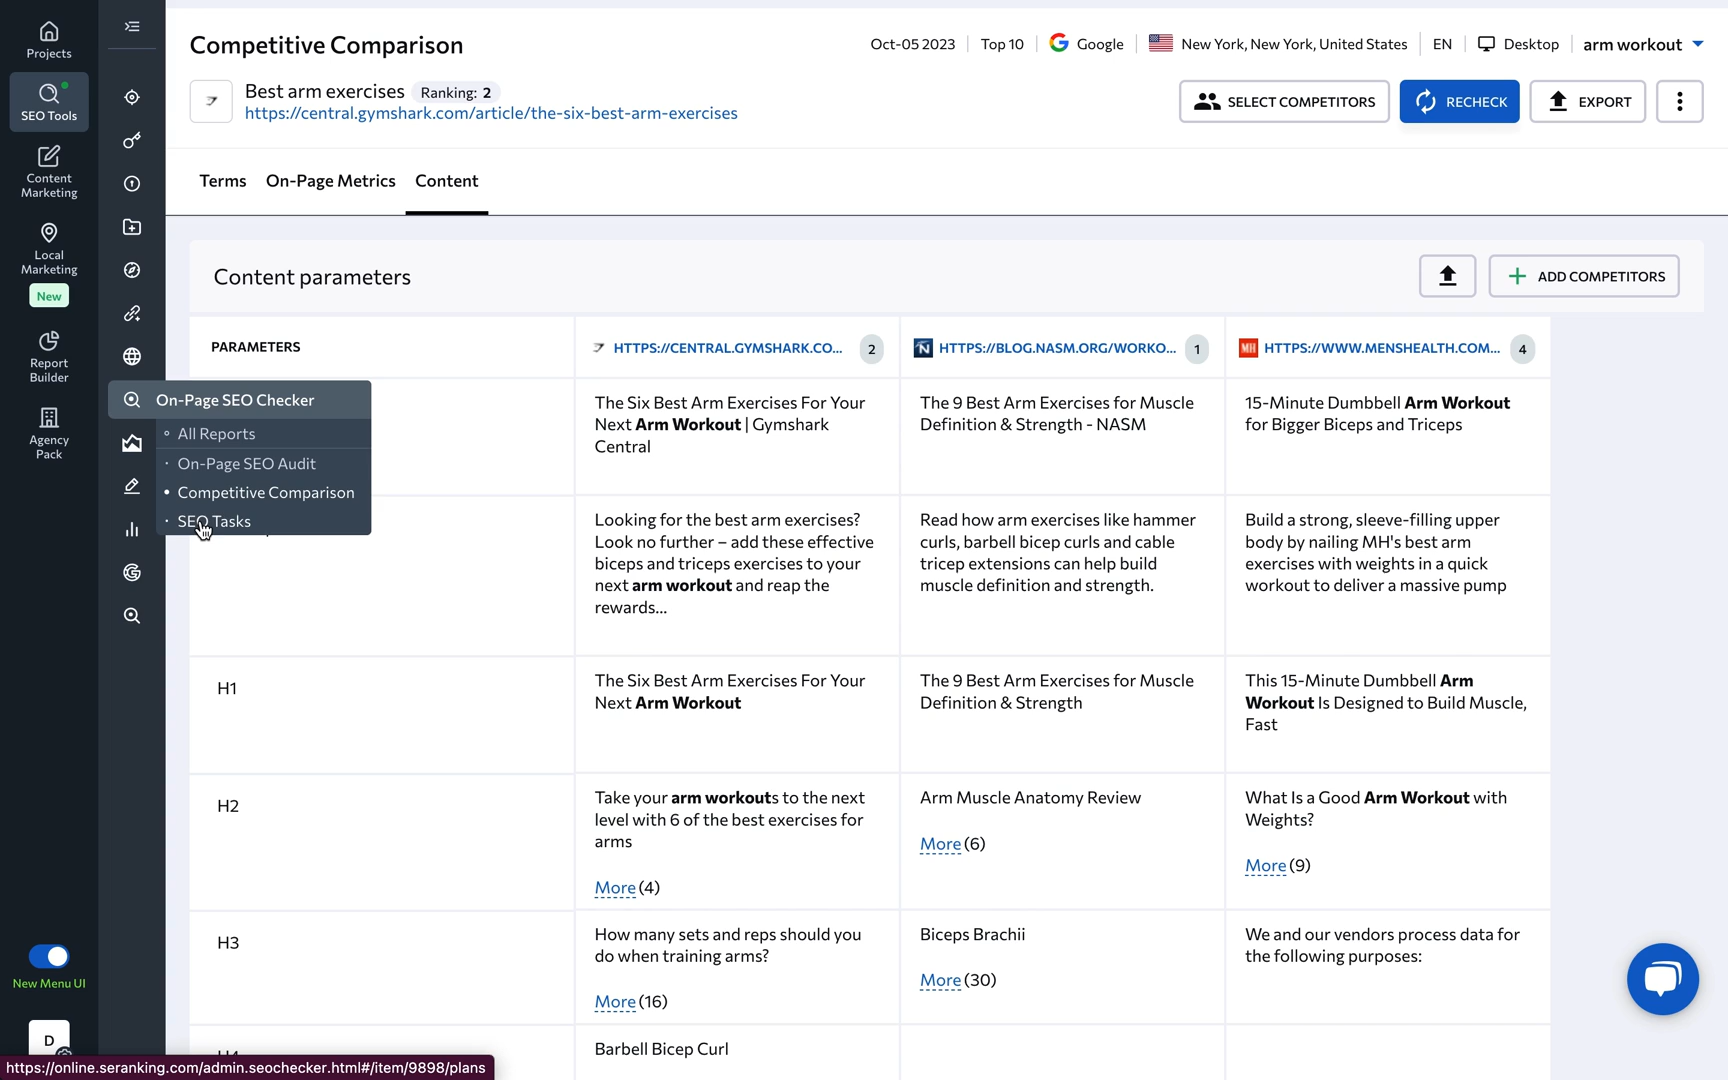 Projects
SEO Tools
Content
Marketing
Local
Marketing
New
Report
Builder
Agency
Pack
New Menu UI
D
Competitive Comparison
Oct-05 2023
Top 10
Google
New York, New York, United States
EN
Desktop
arm workout
Best arm exercises
Ranking: 2
https://central.gymshark.com/article/the-six-best-arm-exercises
SELECT COMPETITORS
RECHECK
EXPORT
Terms
On-Page Metrics
Content
Content parameters
ADD COMPETITORS
PARAMETERS
HTTPS://CENTRAL.GYMSHARK.CO... 2
HTTPS://BLOG.NASM.ORG/WORKO... 1
MH HTTPS://WWW.MENSHEALTH.COM... 4
On-Page SEO Checker
All Reports
On-Page SEO Audit
Competitive Comparison
SEO Tasks
The Six Best Arm Exercises For Your
Next Arm Workout | Gymshark
Central
The 9 Best Arm Exercises for Muscle
Definition & Strength - NASM
15-Minute Dumbbell Arm Workout
for Bigger Biceps and Triceps
Looking for the best arm exercises?
Look no further – add these effective
biceps and triceps exercises to your
next arm workout and reap the
rewards...
Read how arm exercises like hammer
curls, barbell bicep curls and cable
tricep extensions can help build
muscle definition and strength.
Build a strong, sleeve-filling upper
body by nailing MH's best arm
exercises with weights in a quick
workout to deliver a massive pump
H1
The Six Best Arm Exercises For Your
Next Arm Workout
The 9 Best Arm Exercises for Muscle
Definition & Strength
This 15-Minute Dumbbell Arm
Workout Is Designed to Build Muscle,
Fast
H2
Take your arm workouts to the next
level with 6 of the best exercises for
arms
More (4)
Arm Muscle Anatomy Review
More (6)
What Is a Good Arm Workout with
Weights?
More (9)
H3
How many sets and reps should you
do when training arms?
More (16)
Biceps Brachii
More (30)
We and our vendors process data for
the following purposes:
H4
Barbell Bicep Curl
https://online.seranking.com/admin.seochecker.html#/item/9898/plans